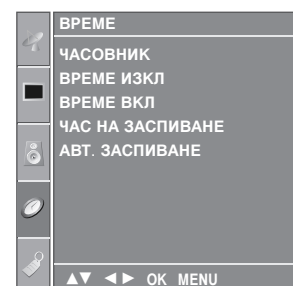 ВРЕМЕ
ЧАСОВНИК
ВРЕМЕ ИЗКЛ
ВРЕМЕ ВКЛ
ЧАС НА ЗАСПИВАНЕ
АВТ. ЗАСПИВАНЕ
▲▼ ◄► OK MENU